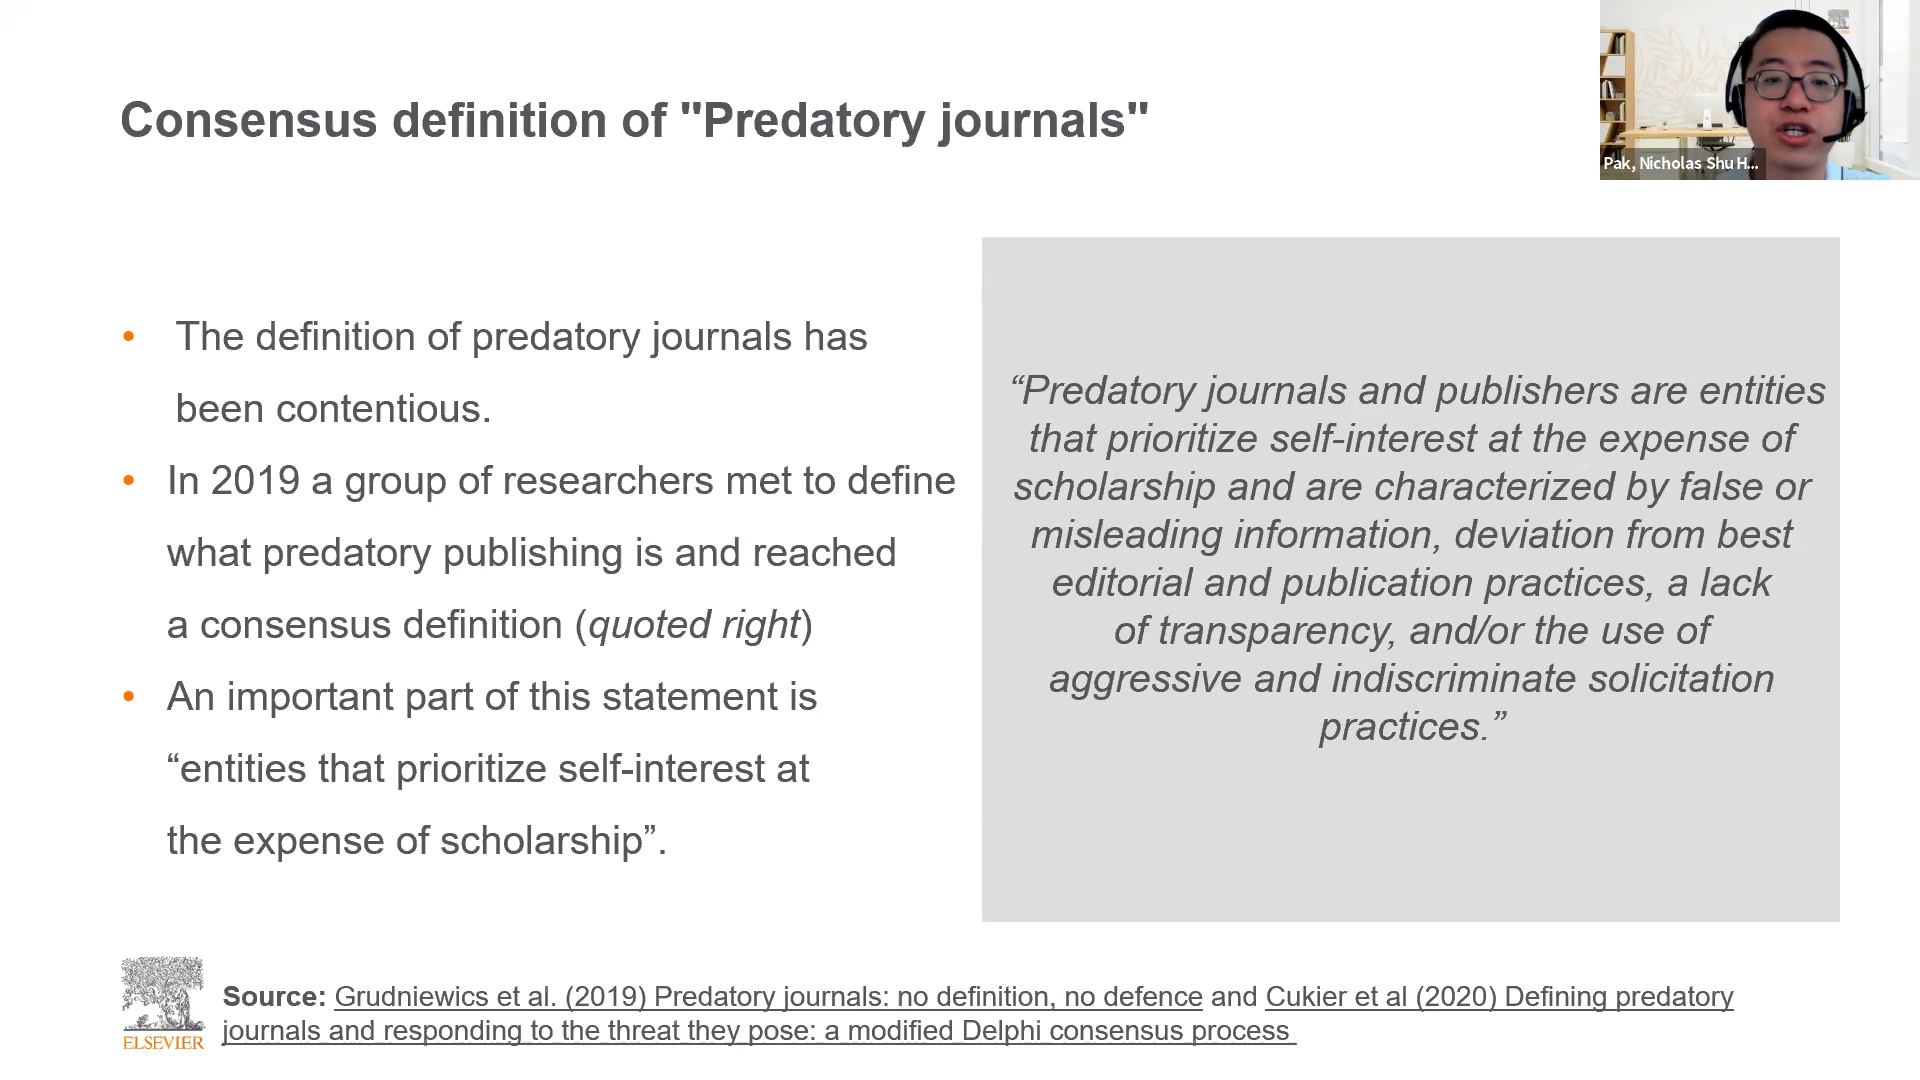 Consensus definition of "Predatory journals"
Pak, Nicholas Shu H...
• The definition of predatory journals has
been contentious.
• In 2019 a group of researchers met to define
what predatory publishing is and reached
a consensus definition (quoted right)
• An important part of this statement is
“entities that prioritize self-interest at
the expense of scholarship”.
“Predatory journals and publishers are entities
that prioritize self-interest at the expense of
scholarship and are characterized by false or
misleading information, deviation from best
editorial and publication practices, a lack
of transparency, and/or the use of
aggressive and indiscriminate solicitation
practices.”
ELSEVIER
Source: Grudniewics et al. (2019) Predatory journals: no definition, no defence and Cukier et al (2020) Defining predatory
journals and responding to the threat they pose: a modified Delphi consensus process